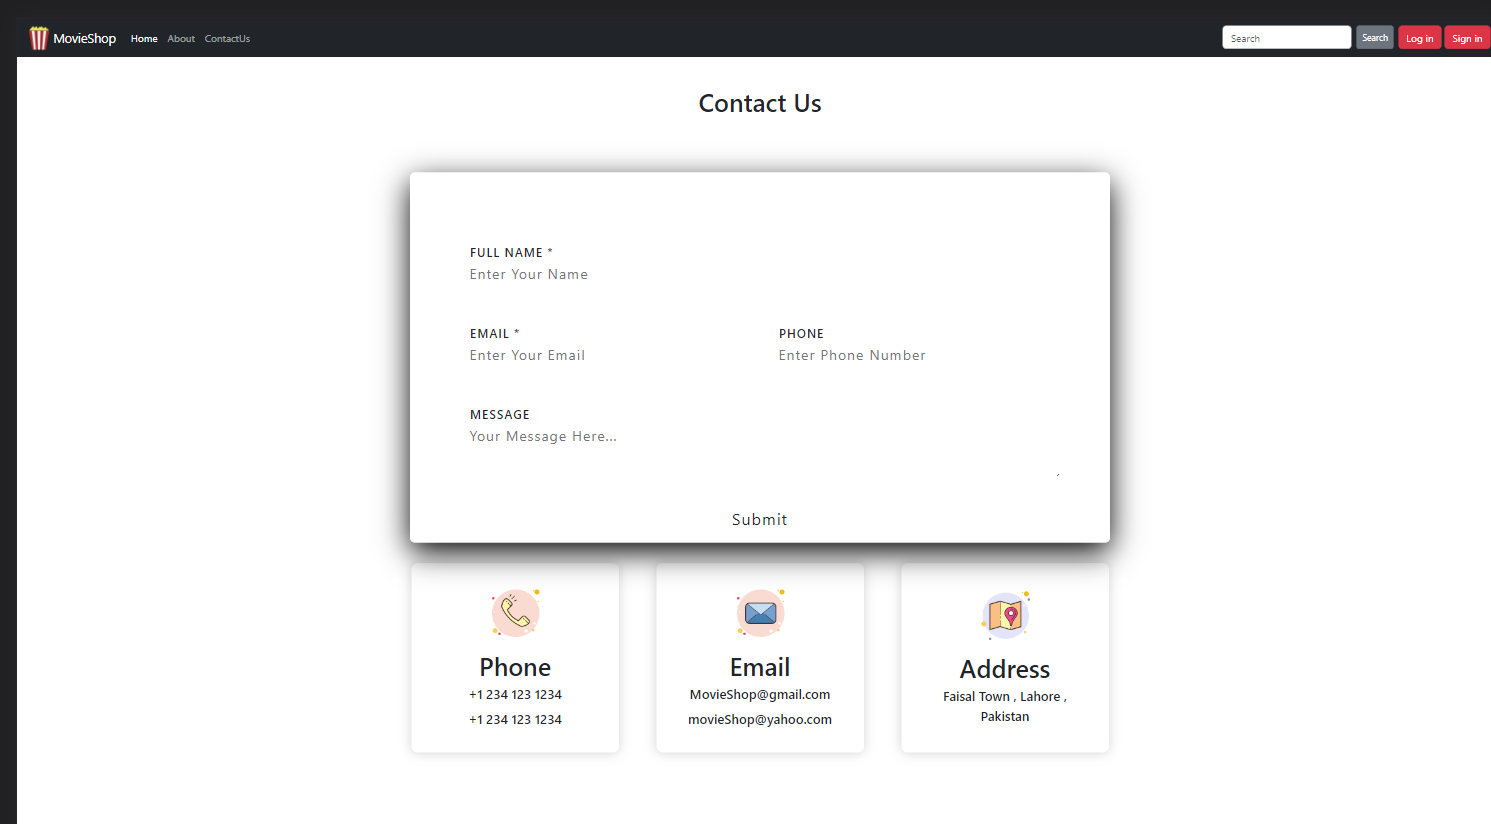 MovieShop Home About ContactUs Search Search Log in Sign in
Contact Us
FULL NAME *
Enter Your Name
EMAIL * PHONE
Enter Your Email Enter Phone Number
MESSAGE
Your Message Here...
Submit
Phone
+1 234 123 1234
+1 234 123 1234
Email
MovieShop@gmail.com
movieShop@yahoo.com
Address
Faisal Town , Lahore ,
Pakistan